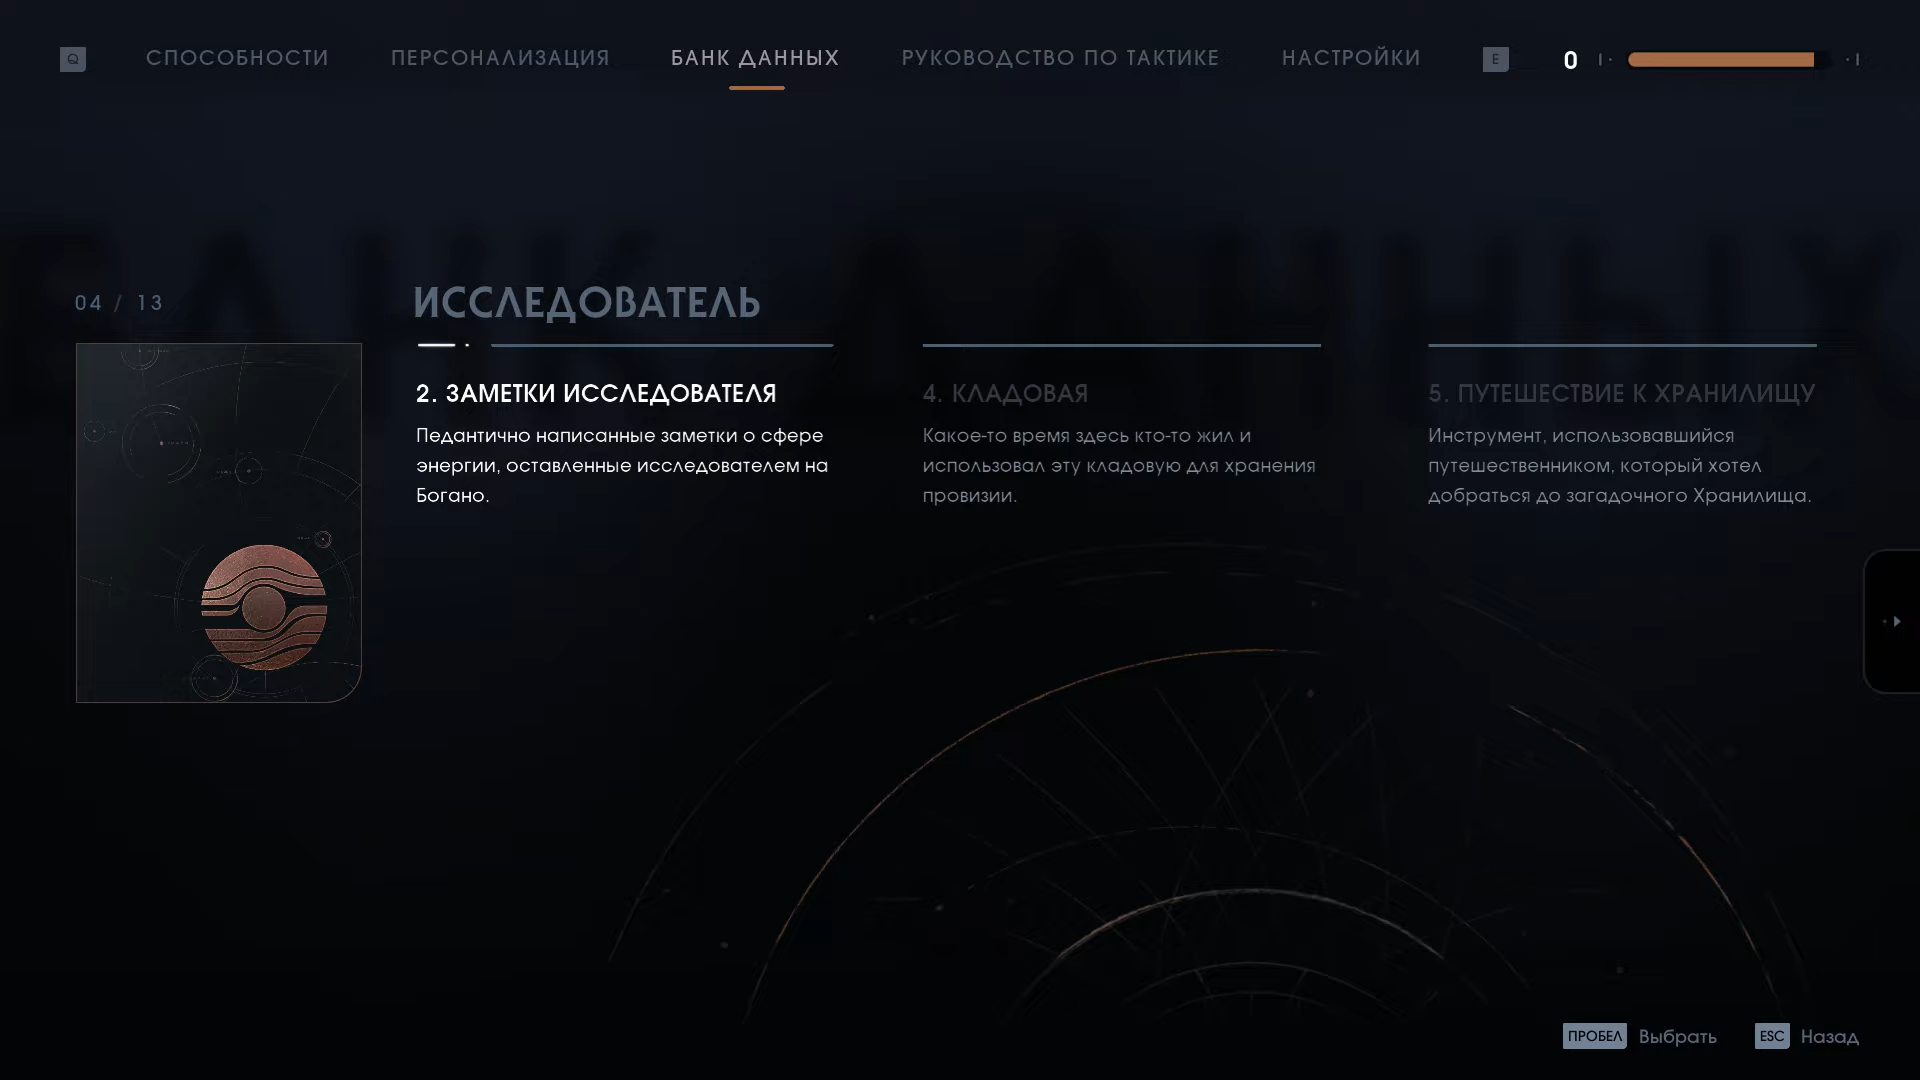 Q СПОСОБНОСТИ ПЕРСОНАЛИЗАЦИЯ БАНК ДАННЫХ РУКОВОДСТВО ПО ТАКТИКЕ НАСТРОЙКИ E 0
БАНК ДАННЫХ
04 / 13
ИССЛЕДОВАТЕЛЬ
2. ЗАМЕТКИ ИССЛЕДОВАТЕЛЯ
Педантично написанные заметки о сфере
энергии, оставленные исследователем на
Богано.
4. КЛАДОВАЯ
Какое-то время здесь кто-то жил и
использовал эту кладовую для хранения
провизии.
5. ПУТЕШЕСТВИЕ К ХРАНИЛИЩУ
Инструмент, использовавшийся
путешественником, который хотел
добраться до загадочного Хранилища.
ПРОБЕЛ Выбрать ESC Назад